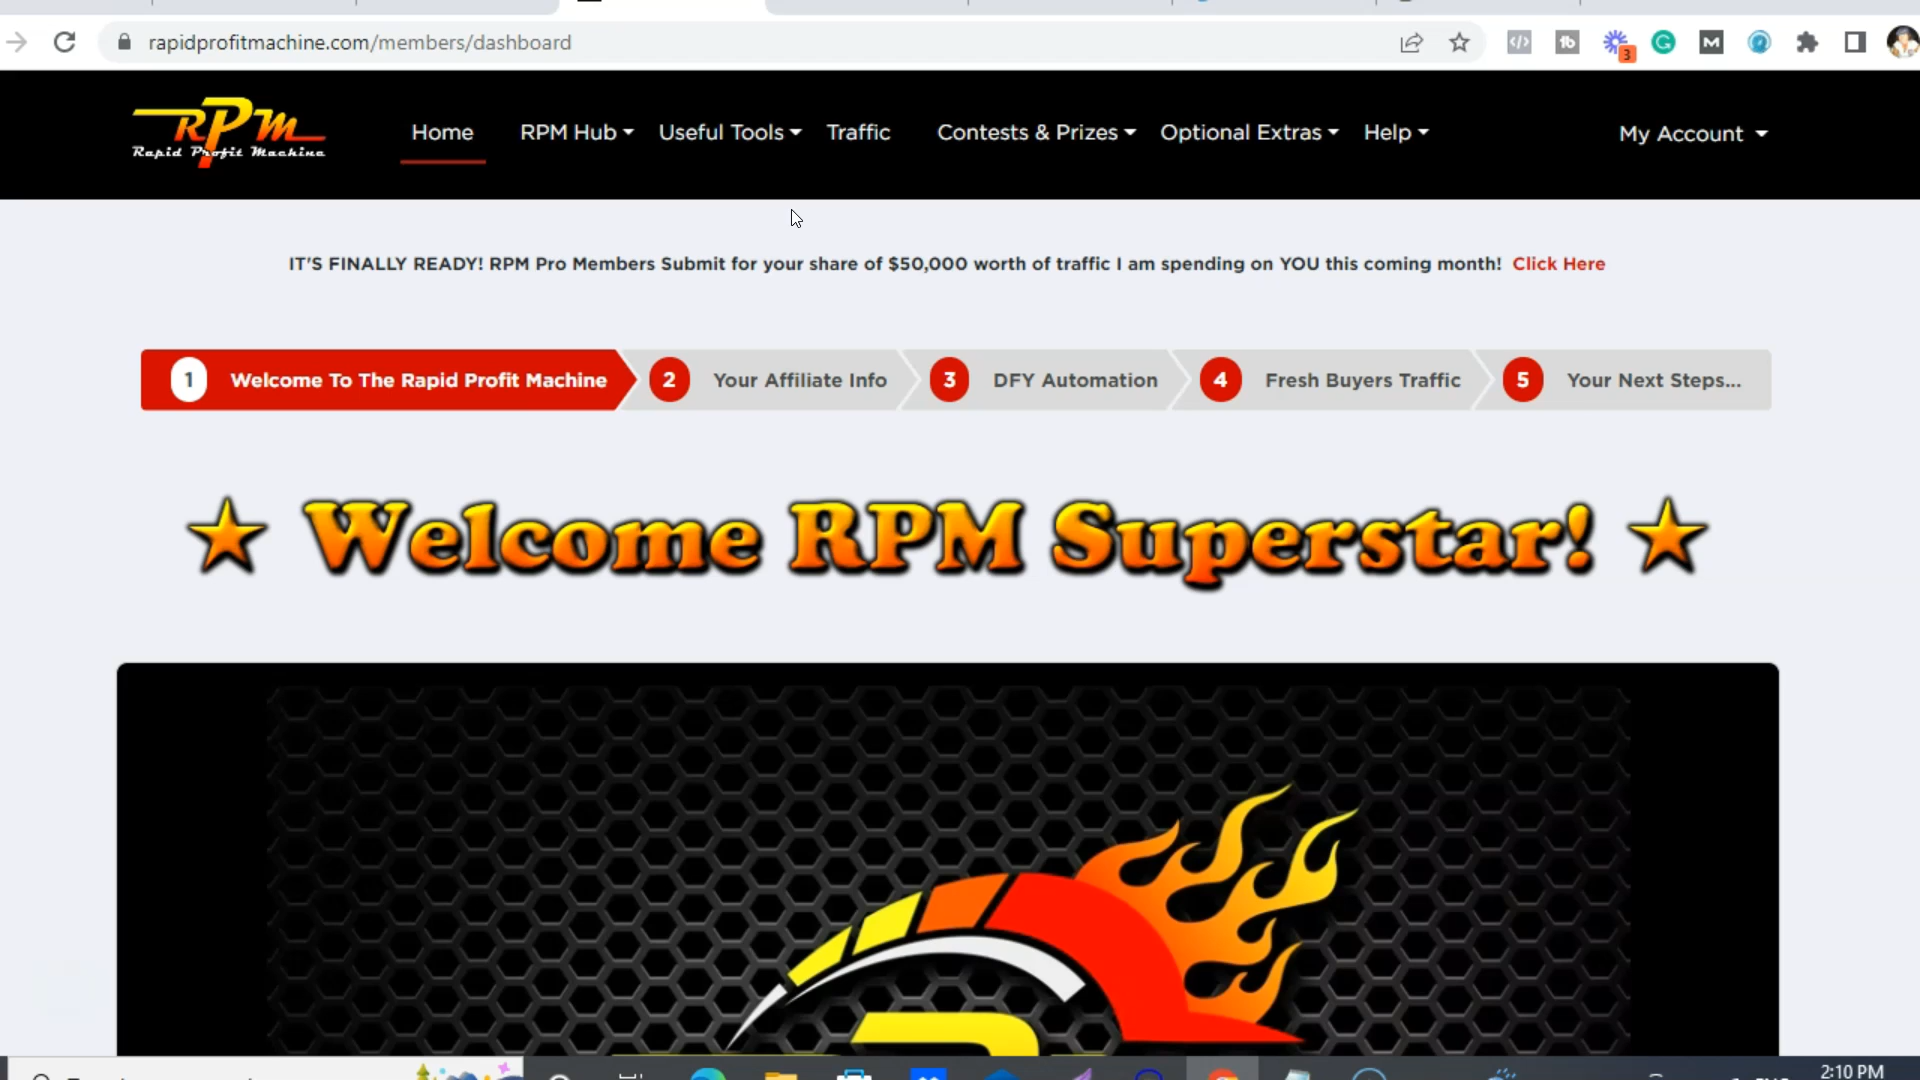 rapidprofitmachine.com/members/dashboard
</>
tb
3
G
M
RPM
Rapid Profit Machine
Home
RPM Hub
Useful Tools
Traffic
Contests & Prizes
Optional Extras
Help
My Account
IT'S FINALLY READY! RPM Pro Members Submit for your share of $50,000 worth of traffic I am spending on YOU this coming month! Click Here
1 Welcome To The Rapid Profit Machine
2 Your Affiliate Info
3 DFY Automation
4 Fresh Buyers Traffic
5 Your Next Steps...
Welcome RPM Superstar!
2:10 PM